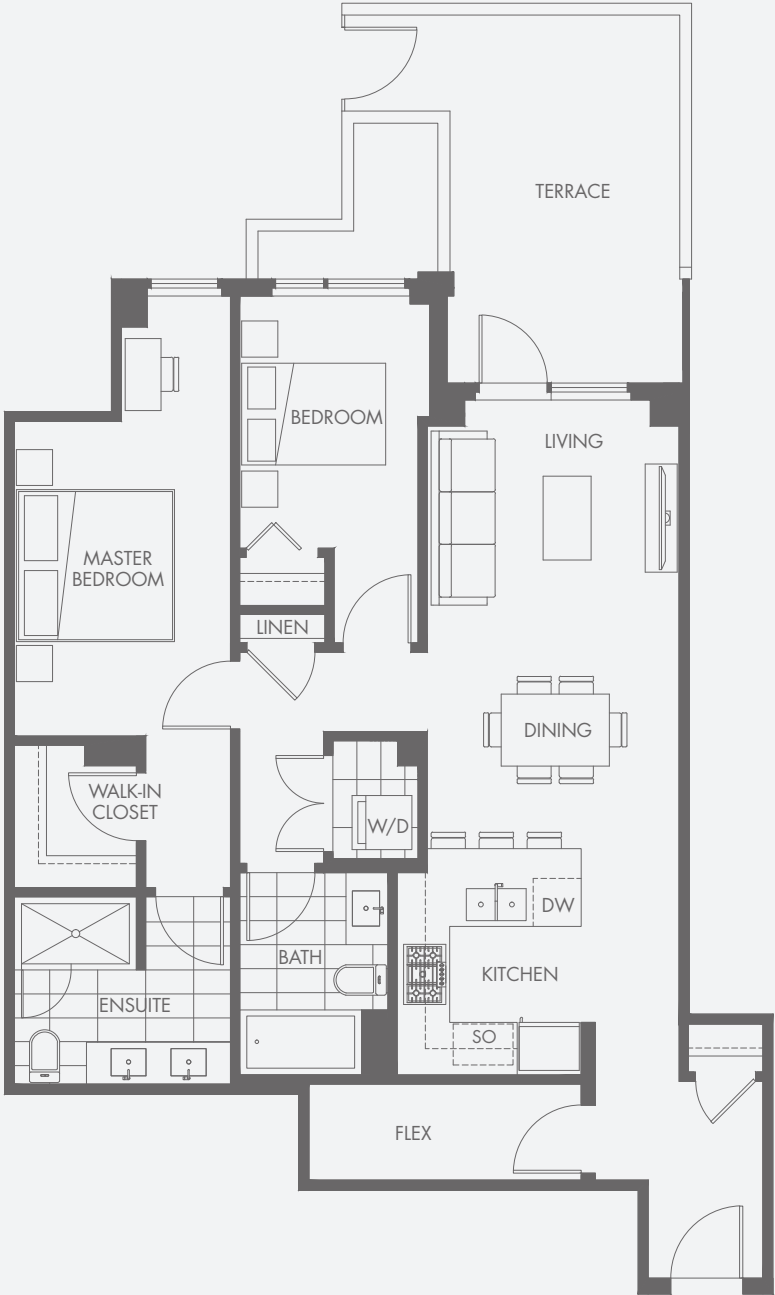 TERRACE
BEDROOM
LIVING
MASTER
BEDROOM
LINEN
DINING
WALK-IN
CLOSET
W/D
DW
BATH
KITCHEN
ENSUITE
SO
FLEX